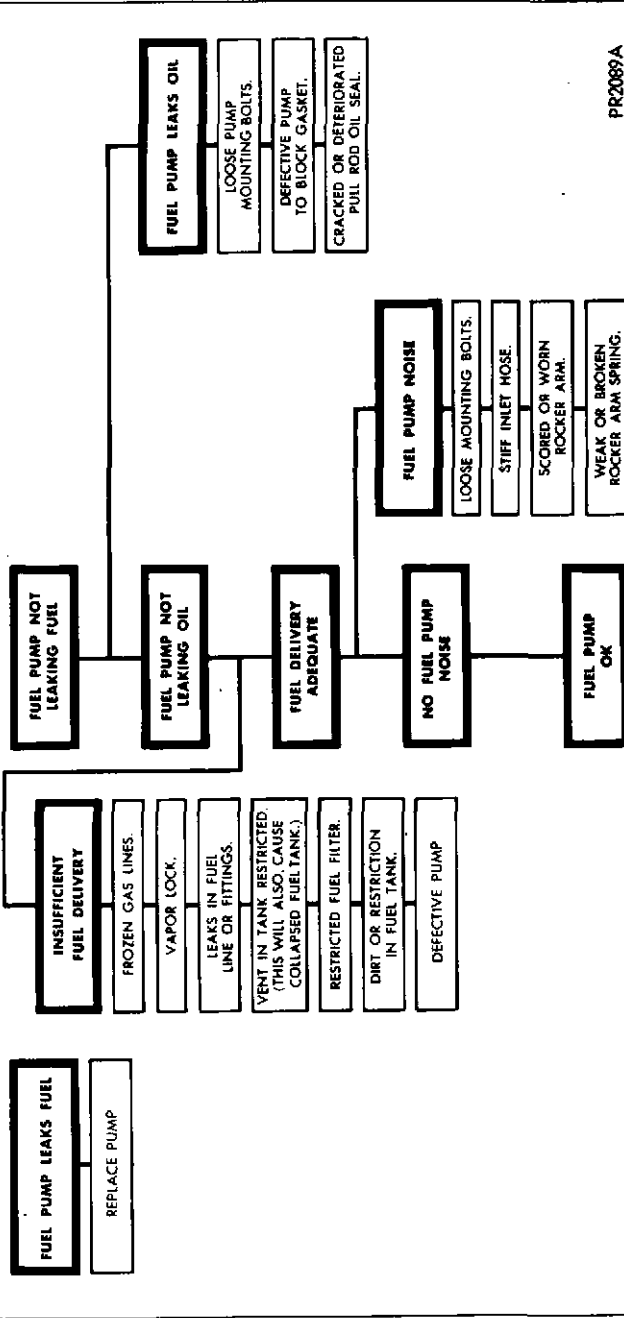 FUEL PUMP LEAKS FUEL
REPLACE PUMP
INSUFFICIENT
FUEL DELIVERY
FROZEN GAS LINES.
VAPOR LOCK.
LEAKS IN FUEL
LINE OR FITTINGS.
VENT IN TANK RESTRICTED.
(THIS WILL ALSO, CAUSE
COLLAPSED FUEL TANK.)
RESTRICTED FUEL FILTER.
DIRT OR RESTRICTION
IN FUEL TANK.
DEFECTIVE PUMP
FUEL PUMP NOT
LEAKING FUEL
FUEL PUMP NOT
LEAKING OIL
FUEL DELIVERY
ADEQUATE
NO FUEL PUMP
NOISE
FUEL PUMP
OK
FUEL PUMP NOISE
LOOSE MOUNTING BOLTS.
STIFF INLET HOSE.
SCORED OR WORN
ROCKER ARM.
WEAK OR BROKEN
ROCKER ARM SPRING.
FUEL PUMP LEAKS OIL
LOOSE PUMP
MOUNTING BOLTS.
DEFECTIVE PUMP
TO BLOCK GASKET.
CRACKED OR DETERIORATED
PULL ROD OIL SEAL.
PR2089A